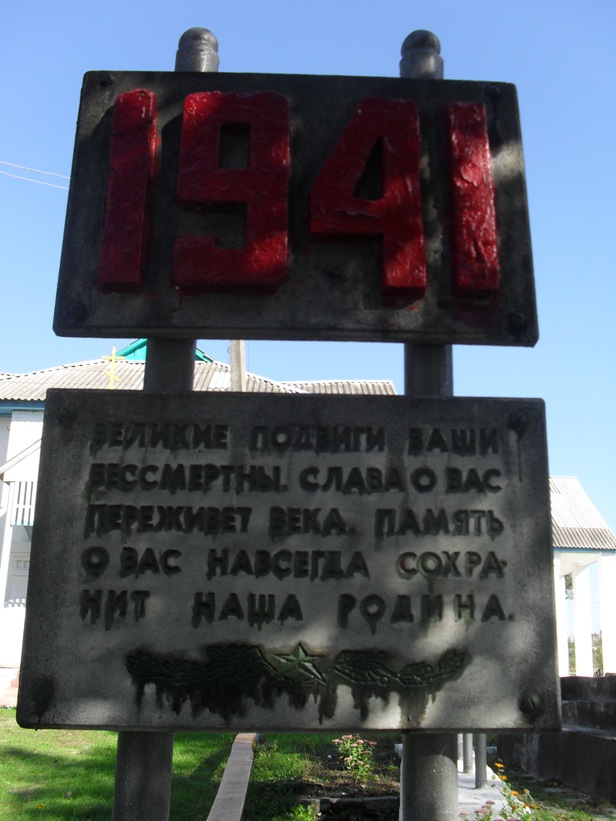 1941
ВЕЛИКИЕ ПОДВИГИ ВАШИ
БЕССМЕРТНЫ. СЛАВА О ВАС
ПЕРЕЖИВЕТ ВЕКА. ПАМЯТЬ
О ВАС НАВСЕГДА СОХРА-
НИТ НАША РОДИНА.